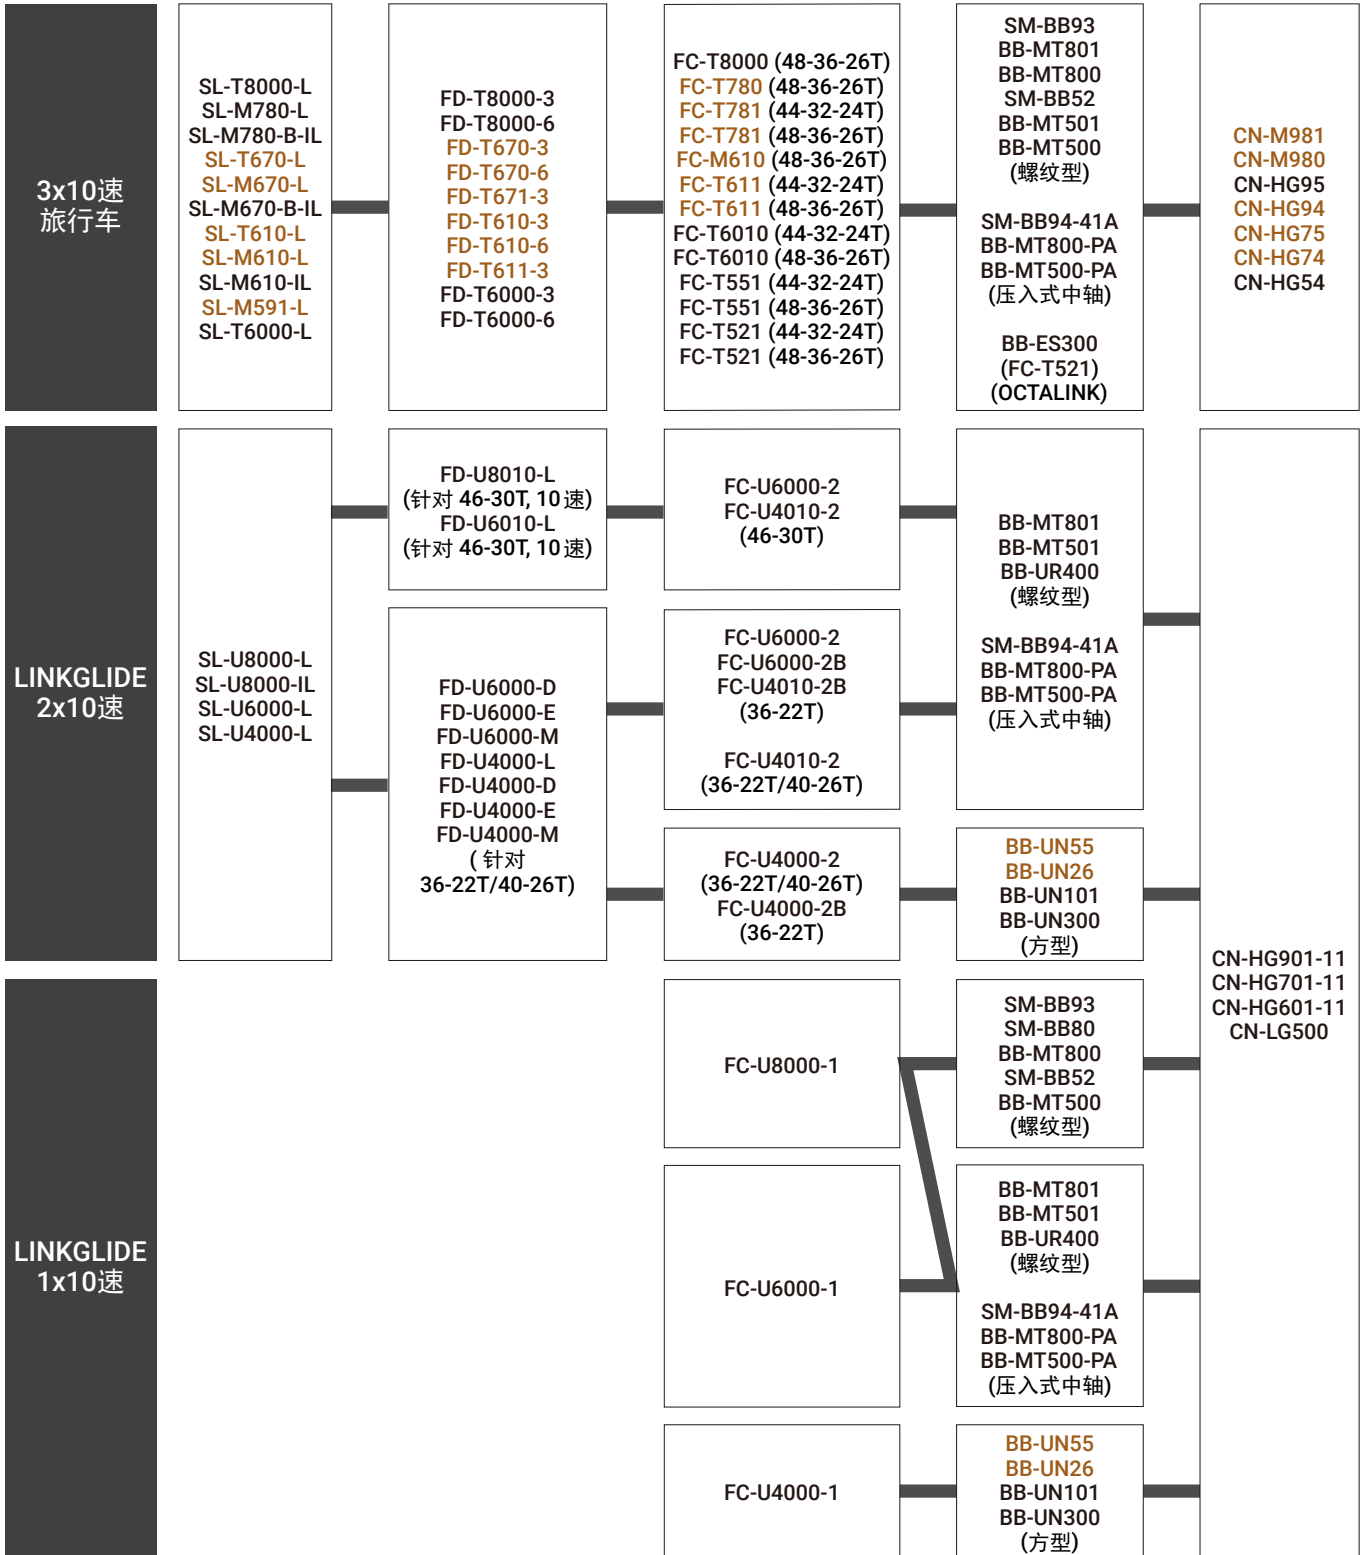 3x10速
旅行车
SL-T8000-L
SL-M780-L
SL-M780-B-IL
SL-T670-L
SL-M670-L
SL-M670-B-IL
SL-T610-L
SL-M610-L
SL-M610-IL
SL-M591-L
SL-T6000-L
FD-T8000-3
FD-T8000-6
FD-T670-3
FD-T670-6
FD-T671-3
FD-T610-3
FD-T610-6
FD-T611-3
FD-T6000-3
FD-T6000-6
FC-T8000 (48-36-26T)
FC-T780 (48-36-26T)
FC-T781 (44-32-24T)
FC-T781 (48-36-26T)
FC-M610 (48-36-26T)
FC-T611 (44-32-24T)
FC-T611 (48-36-26T)
FC-T6010 (44-32-24T)
FC-T6010 (48-36-26T)
FC-T551 (44-32-24T)
FC-T551 (48-36-26T)
FC-T521 (44-32-24T)
FC-T521 (48-36-26T)
SM-BB93
BB-MT801
BB-MT800
SM-BB52
BB-MT501
BB-MT500
(螺纹型)
SM-BB94-41A
BB-MT800-PA
BB-MT500-PA
(压入式中轴)
BB-ES300
(FC-T521)
(OCTALINK)
CN-M981
CN-M980
CN-HG95
CN-HG94
CN-HG75
CN-HG74
CN-HG54
LINKGLIDE
2x10速
SL-U8000-L
SL-U8000-IL
SL-U6000-L
SL-U4000-L
FD-U8010-L
(针对 46-30T, 10速)
FD-U6010-L
(针对 46-30T, 10速)
FD-U6000-D
FD-U6000-E
FD-U6000-M
FD-U4000-L
FD-U4000-D
FD-U4000-E
FD-U4000-M
( 针对
36-22T/40-26T)
FC-U6000-2
FC-U4010-2
(46-30T)
FC-U6000-2
FC-U6000-2B
FC-U4010-2B
(36-22T)
FC-U4010-2
(36-22T/40-26T)
FC-U4000-2
(36-22T/40-26T)
FC-U4000-2B
(36-22T)
BB-MT801
BB-MT501
BB-UR400
(螺纹型)
SM-BB94-41A
BB-MT800-PA
BB-MT500-PA
(压入式中轴)
BB-UN55
BB-UN26
BB-UN101
BB-UN300
(方型)
CN-HG901-11
CN-HG701-11
CN-HG601-11
CN-LG500
LINKGLIDE
1x10速
FC-U8000-1
FC-U6000-1
FC-U4000-1
SM-BB93
SM-BB80
BB-MT800
SM-BB52
BB-MT500
(螺纹型)
BB-MT801
BB-MT501
BB-UR400
(螺纹型)
SM-BB94-41A
BB-MT800-PA
BB-MT500-PA
(压入式中轴)
BB-UN55
BB-UN26
BB-UN101
BB-UN300
(方型)